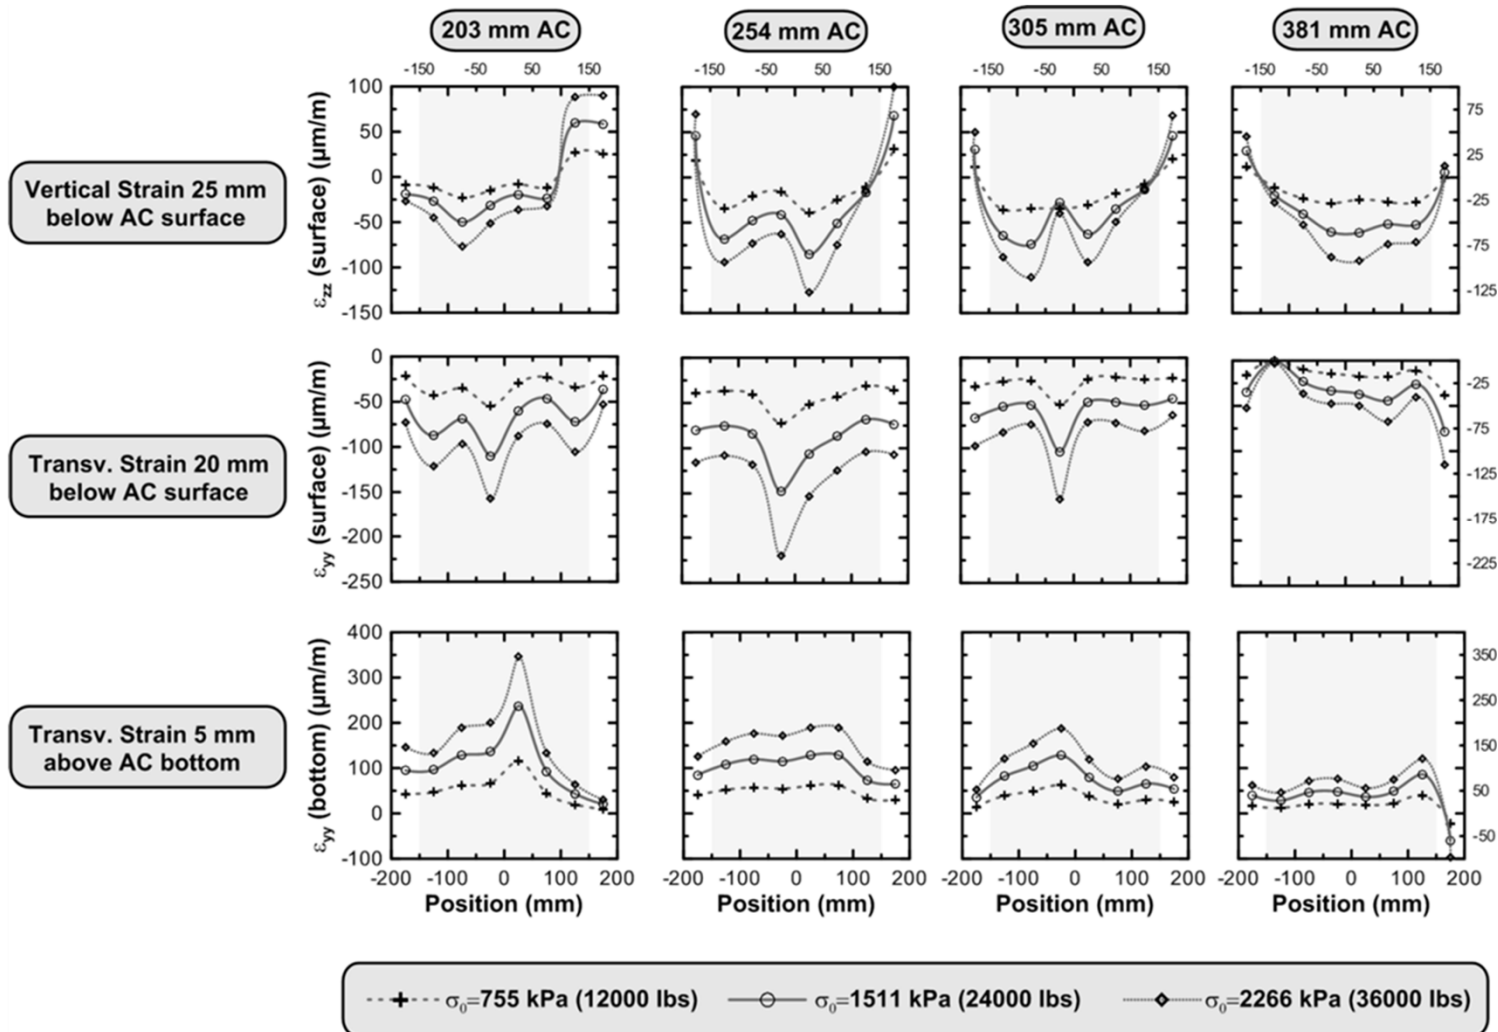 203 mm AC
254 mm AC
305 mm AC
381 mm AC
-150 -50 50 150
-150 -50 50 150
-150 -50 50 150
-150 -50 50 150
Vertical Strain 25 mm
below AC surface
εzz (surface) (μm/m)
100
50
0
-50
-100
-150
75
25
-25
-75
-125
Transv. Strain 20 mm
below AC surface
εyy (surface) (μm/m)
0
-50
-100
-150
-200
-250
-25
-75
-125
-175
-225
Transv. Strain 5 mm
above AC bottom
εyy (bottom) (μm/m)
400
300
200
100
0
-100
350
250
150
50
-50
-200 -100 0 100 200
-200 -100 0 100 200
-200 -100 0 100 200
-200 -100 0 100 200
Position (mm)
Position (mm)
Position (mm)
Position (mm)
σ0=755 kPa (12000 lbs)
σ0=1511 kPa (24000 lbs)
σ0=2266 kPa (36000 lbs)